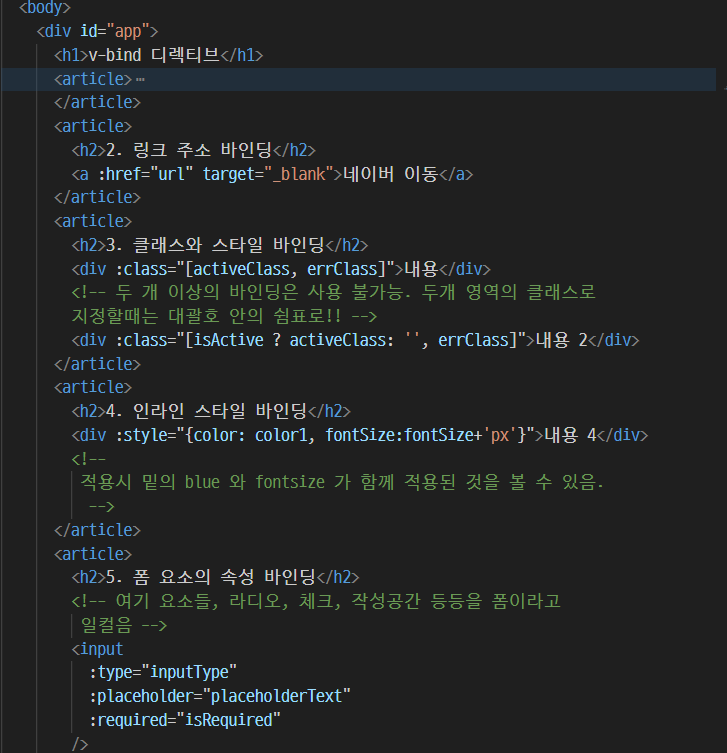 <body>
<div id="app">
<h1>v-bind 디렉티브</h1>
<article>⋯
</article>
<article>
<h2>2. 링크 주소 바인딩</h2>
<a :href="url" target="_blank">네이버 이동</a>
</article>
<article>
<h2>3. 클래스와 스타일 바인딩</h2>
<div :class="[activeClass, errClass]">내용</div>
<!-- 두 개 이상의 바인딩은 사용 불가능. 두개 영역의 클래스로
지정할때는 대괄호 안의 쉼표로!! -->
<div :class="[isActive ? activeClass: '', errClass]">내용 2</div>
</article>
<article>
<h2>4. 인라인 스타일 바인딩</h2>
<div :style="{color: color1, fontSize:fontSize+'px'}">내용 4</div>
<!--
적용시 밑의 blue 와 fontsize 가 함께 적용된 것을 볼 수 있음.
-->
</article>
<article>
<h2>5. 폼 요소의 속성 바인딩</h2>
<!-- 여기 요소들, 라디오, 체크, 작성공간 등등을 폼이라고
일컬음 -->
<input
:type="inputType"
:placeholder="placeholderText"
:required="isRequired"
/>